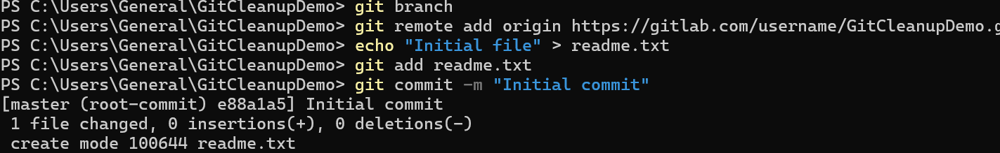 PS C:\Users\General\GitCleanupDemo> git branch
PS C:\Users\General\GitCleanupDemo> git remote add origin https://gitlab.com/username/GitCleanupDemo.g
PS C:\Users\General\GitCleanupDemo> echo "Initial file" > readme.txt
PS C:\Users\General\GitCleanupDemo> git add readme.txt
PS C:\Users\General\GitCleanupDemo> git commit -m "Initial commit"
[master (root-commit) e88a1a5] Initial commit
 1 file changed, 0 insertions(+), 0 deletions(-)
 create mode 100644 readme.txt